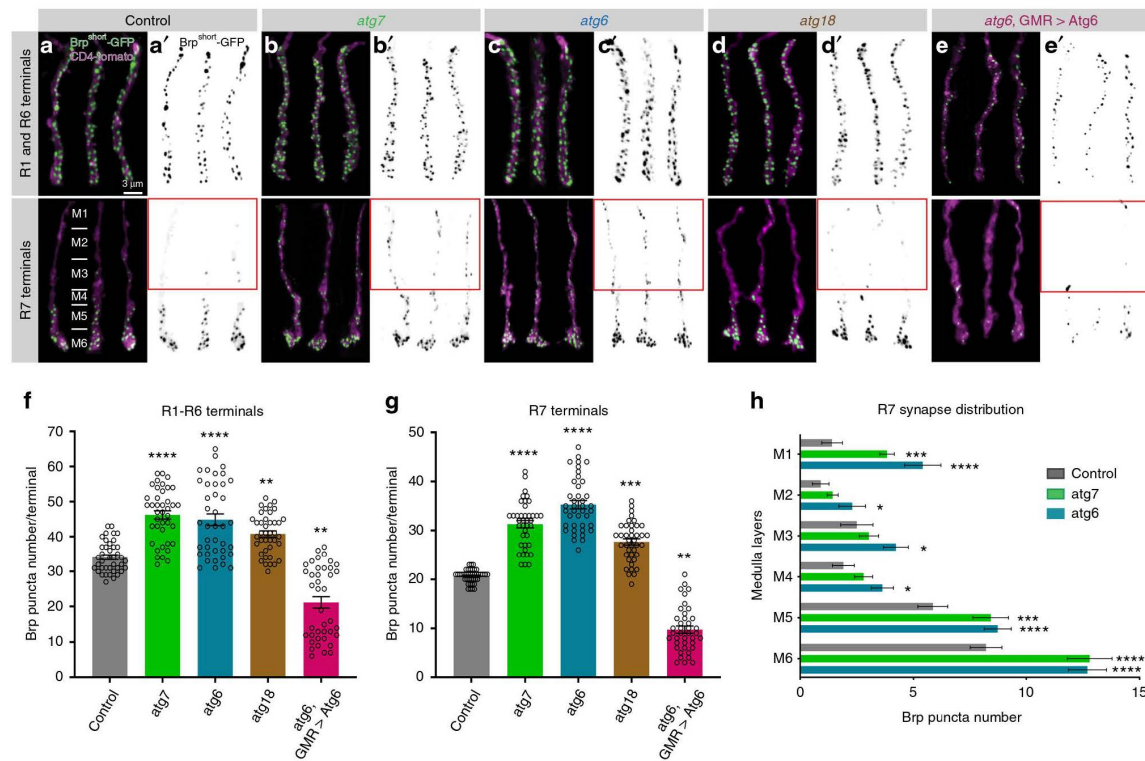 Control
atg7
atg6
atg18
atg6, GMR > Atg6
R1 and R6 terminals
R7 terminals
a
Brpshort-GFP
CD4-tomato
a′
Brpshort-GFP
b
b′
c
c′
d
d′
e
e′
3 μm
M1
M2
M3
M4
M5
M6
f
R1-R6 terminals
Brp puncta number/terminal
70
60
50
40
30
20
10
0
****
****
**
**
Control
atg7
atg6
atg18
atg6,
GMR > Atg6
g
R7 terminals
Brp puncta number/terminal
50
40
30
20
10
0
****
****
***
**
Control
atg7
atg6
atg18
atg6,
GMR > Atg6
h
R7 synapse distribution
Medulla layers
M1
***
****
M2
*
M3
*
M4
*
M5
***
****
M6
****
****
0
5
10
15
Brp puncta number
Control
atg7
atg6